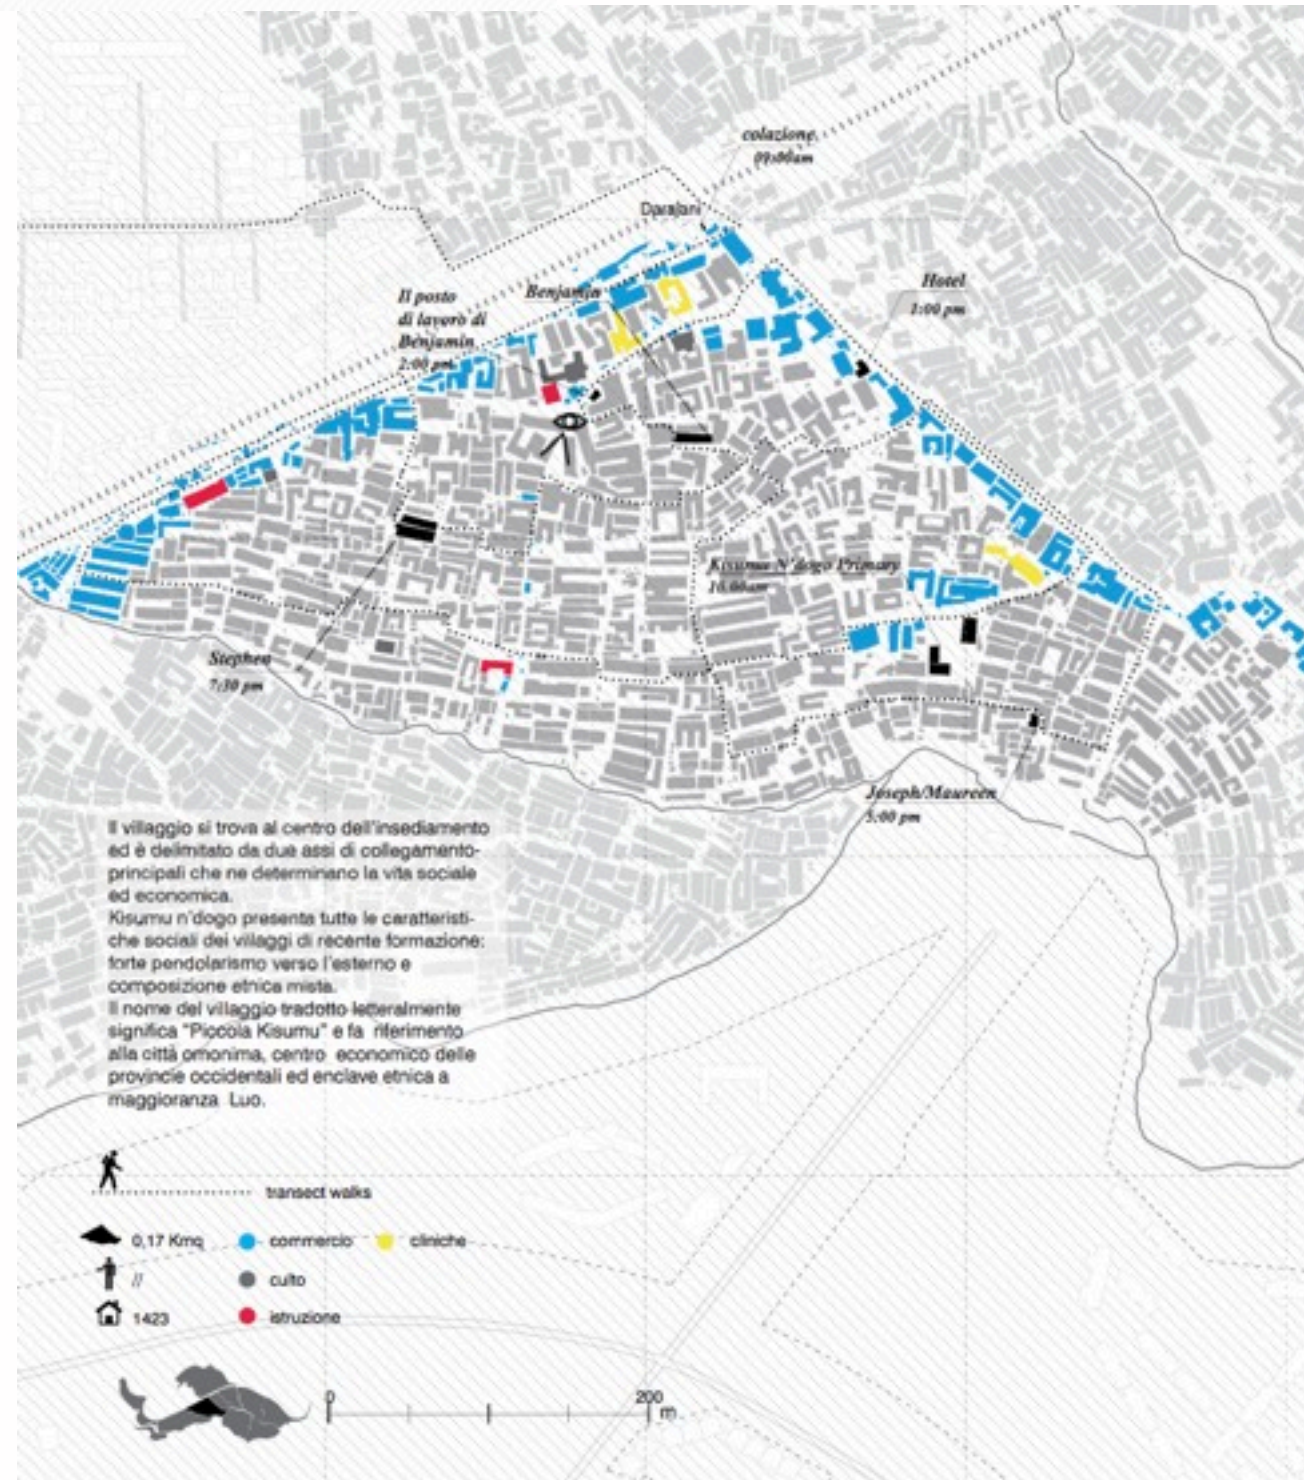 colazione
09:00am
Darajani
Hotel
1:00 pm
Il posto
di lavoro di
Benjamin
2:00 pm
Benjamin
Kisumu N'dogo Primary
10.00am
Stephen
7:30 pm
Joseph/Maureen
5:00 pm
Il villaggio si trova al centro dell'insediamento
ed è delimitato da due assi di collegamento-
principali che ne determinano la vita sociale
ed economica.
Kisumu n'dogo presenta tutte le caratteristi-
che sociali dei villaggi di recente formazione:
forte pendolarismo verso l'esterno e
composizione etnica mista.
Il nome del villaggio tradotto letteralmente
significa "Piccola Kisumu" e fa riferimento
alla città omonima, centro economico delle
provincie occidentali ed enclave etnica a
maggioranza Luo.
transect walks
0,17 Kmq
commercio
cliniche
//
culto
1423
istruzione
0
200
m